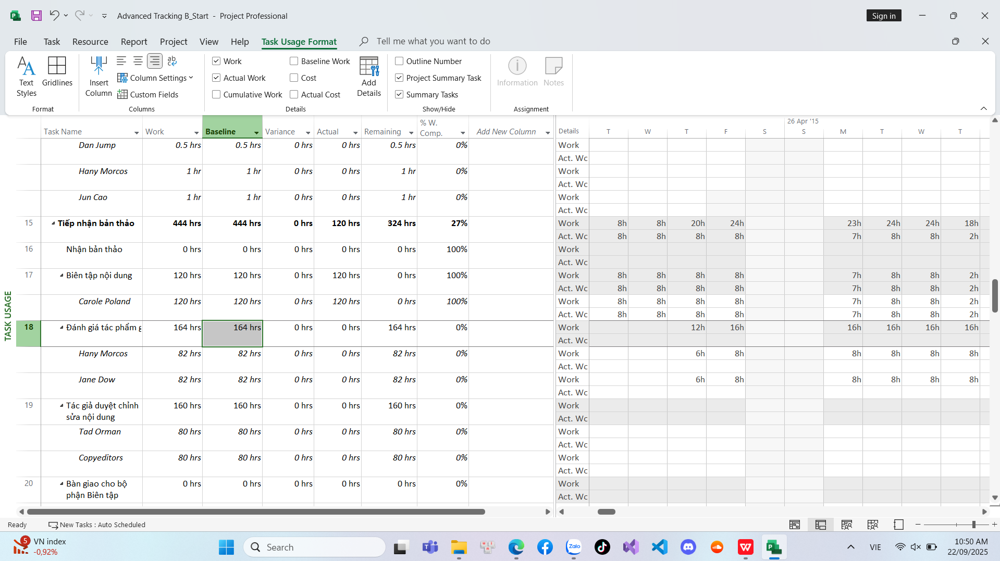 Advanced Tracking B_Start - Project Professional
Sign in
File Task Resource Report Project View Help Task Usage Format Tell me what you want to do
Text Styles
Gridlines
Format
Insert Column
Column Settings
Custom Fields
Columns
Work
Actual Work
Cumulative Work
Baseline Work
Cost
Actual Cost
Add Details
Details
Outline Number
Project Summary Task
Summary Tasks
Show/Hide
Information
Notes
Assignment
TASK USAGE
Task Name Work Baseline Variance Actual Remaining % W. Comp. Add New Column
Details 26 Apr '15
T W T F S S M T W T
Dan Jump 0.5 hrs 0.5 hrs 0 hrs 0 hrs 0.5 hrs 0% Work
Act. Wc
Hany Morcos 1 hr 1 hr 0 hrs 0 hrs 1 hr 0% Work
Act. Wc
Jun Cao 1 hr 1 hr 0 hrs 0 hrs 1 hr 0% Work
Act. Wc
15 Tiếp nhận bản thảo 444 hrs 444 hrs 0 hrs 120 hrs 324 hrs 27% Work 8h 8h 20h 24h 23h 24h 24h 18h
Act. Wc 8h 8h 8h 8h 7h 8h 8h 2h
16 Nhận bản thảo 0 hrs 0 hrs 0 hrs 0 hrs 0 hrs 100% Work
Act. Wc
17 Biên tập nội dung 120 hrs 120 hrs 0 hrs 120 hrs 0 hrs 100% Work 8h 8h 8h 8h 7h 8h 8h 2h
Act. Wc 8h 8h 8h 8h 7h 8h 8h 2h
Carole Poland 120 hrs 120 hrs 0 hrs 120 hrs 0 hrs 100% Work 8h 8h 8h 8h 7h 8h 8h 2h
Act. Wc 8h 8h 8h 8h 7h 8h 8h 2h
18 Đánh giá tác phẩm g 164 hrs 164 hrs 0 hrs 0 hrs 164 hrs 0% Work 12h 16h 16h 16h 16h 16h
Act. Wc
Hany Morcos 82 hrs 82 hrs 0 hrs 0 hrs 82 hrs 0% Work 6h 8h 8h 8h 8h 8h
Act. Wc
Jane Dow 82 hrs 82 hrs 0 hrs 0 hrs 82 hrs 0% Work 6h 8h 8h 8h 8h 8h
Act. Wc
19 Tác giả duyệt chỉnh 160 hrs 160 hrs 0 hrs 0 hrs 160 hrs 0% Work
sửa nội dung Act. Wc
Tad Orman 80 hrs 80 hrs 0 hrs 0 hrs 80 hrs 0% Work
Act. Wc
Copyeditors 80 hrs 80 hrs 0 hrs 0 hrs 80 hrs 0% Work
Act. Wc
20 Bàn giao cho bộ 0 hrs 0 hrs 0 hrs 0 hrs 0 hrs 0% Work
phận Biên tập Act. Wc
Ready New Tasks : Auto Scheduled
5 VN index
-0,92%
Search
Zalo
VIE
10:50 AM
22/09/2025